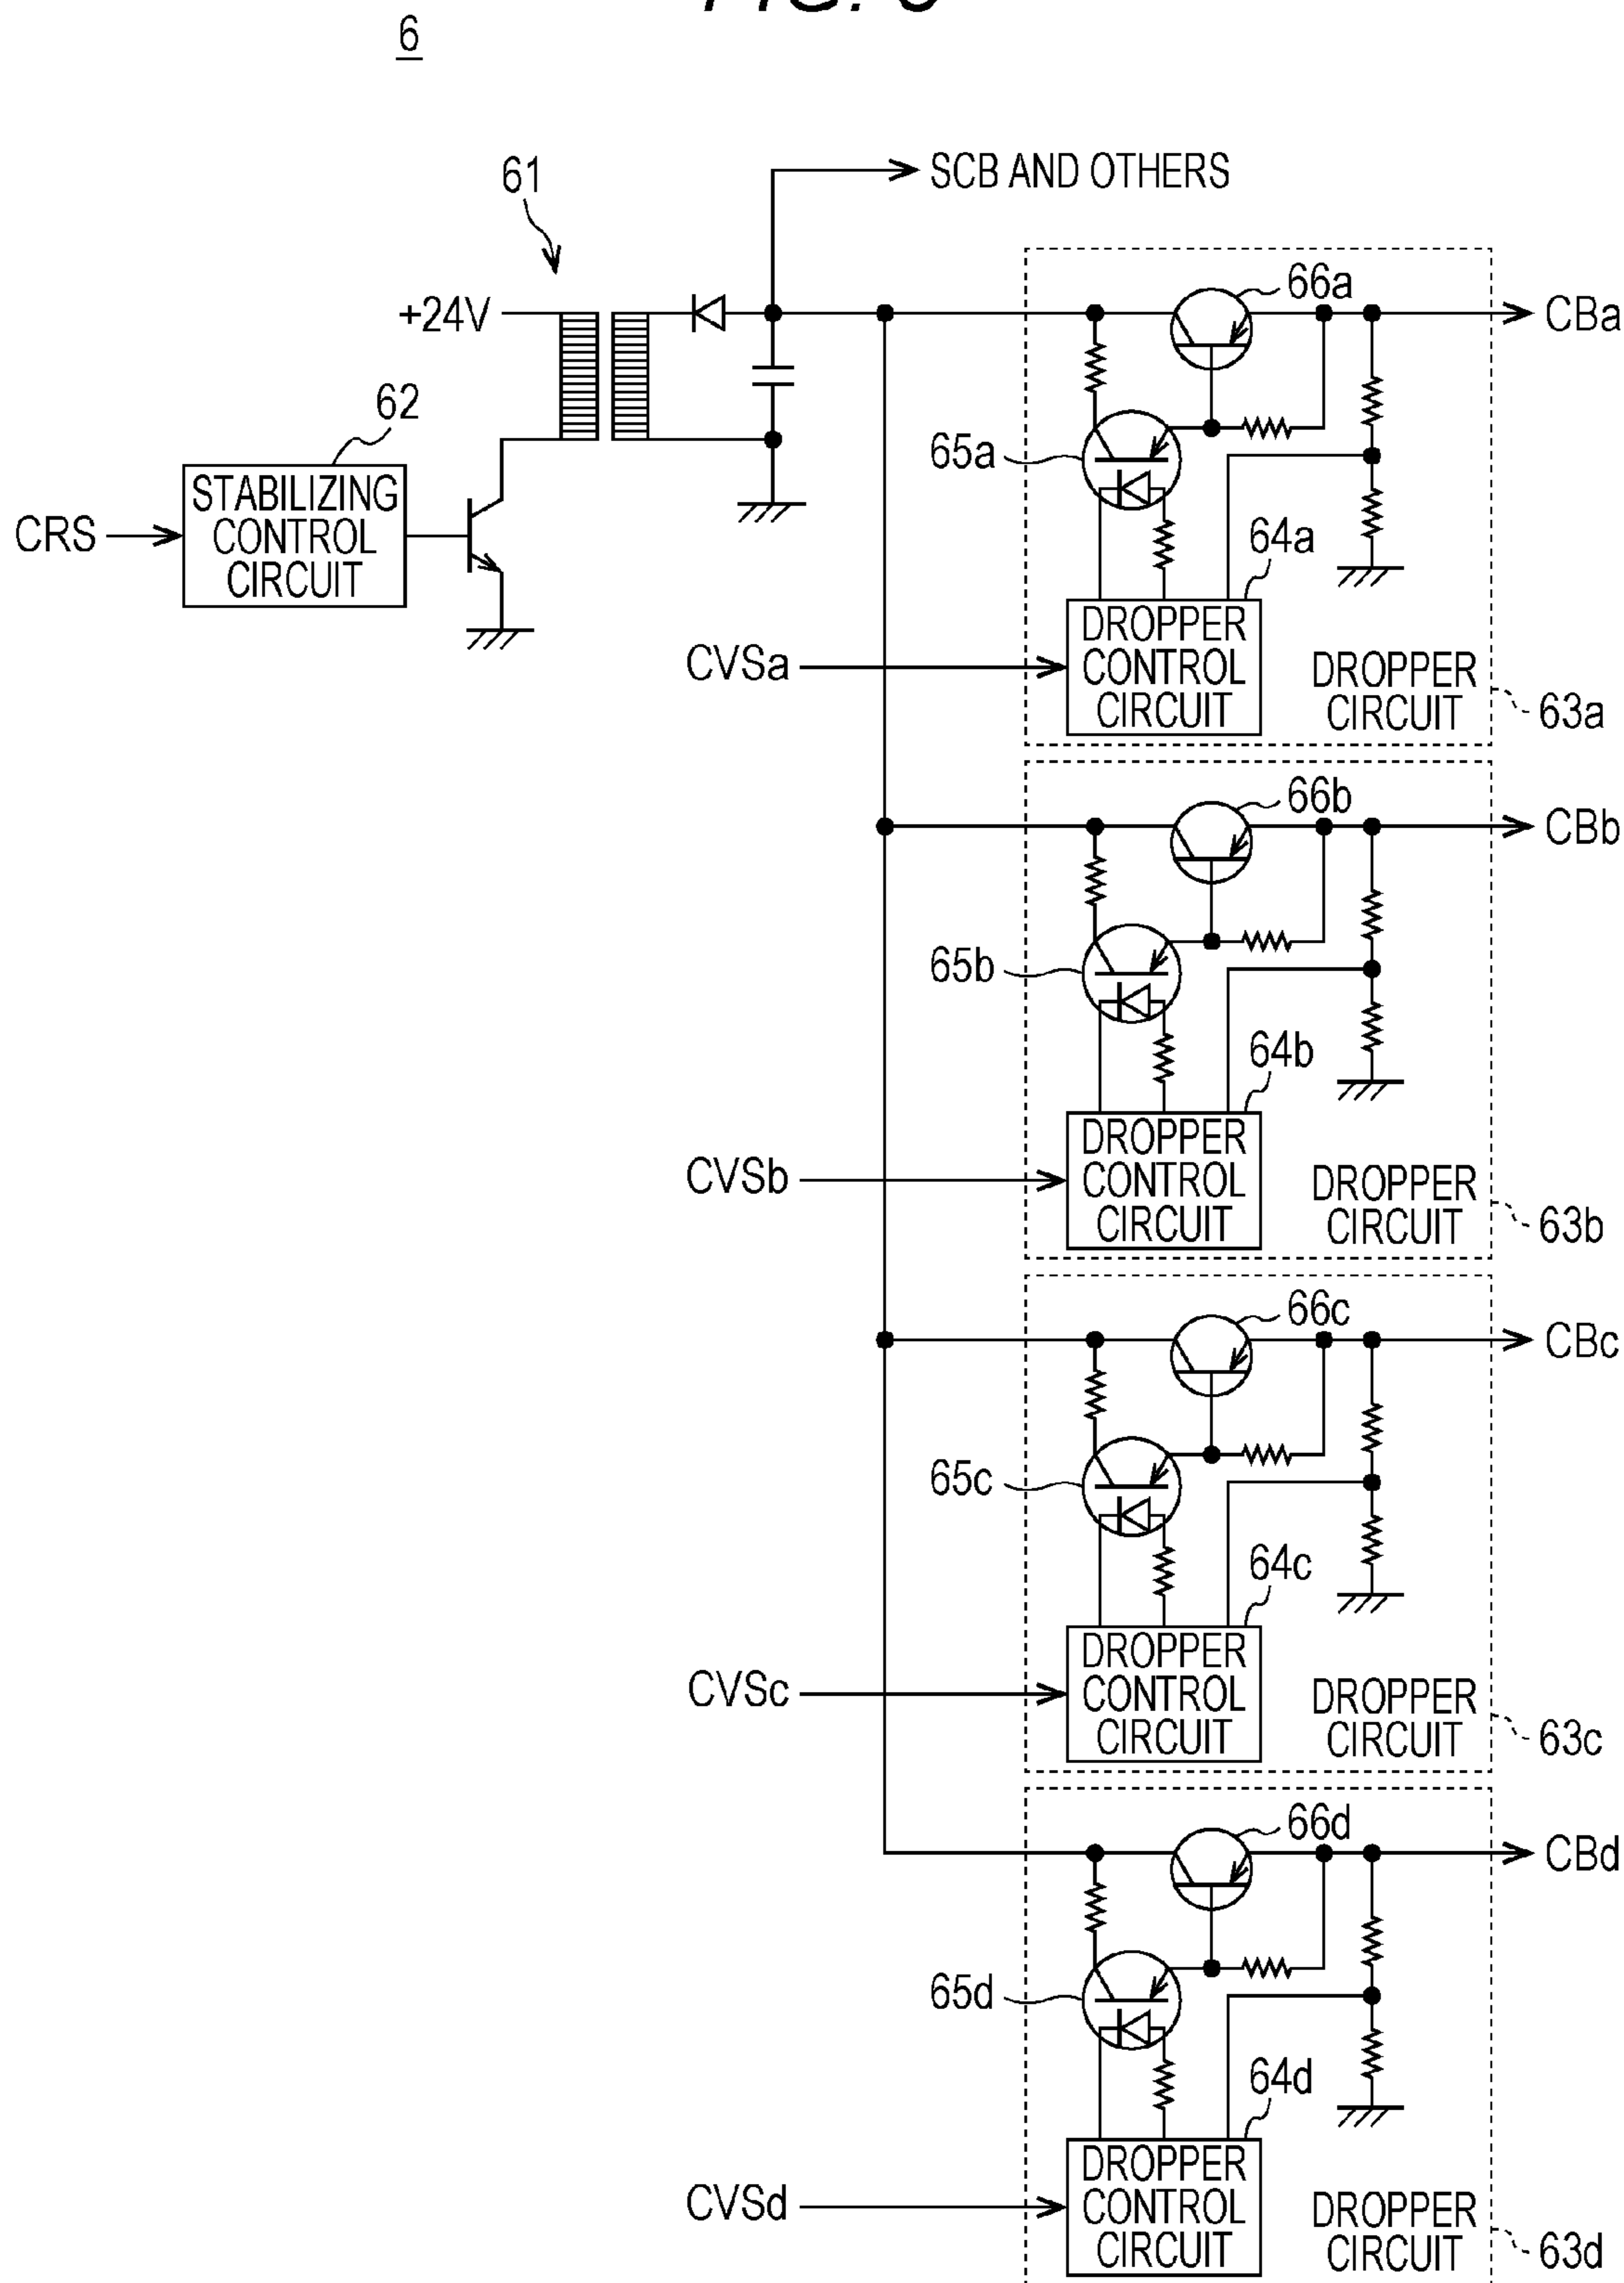 6
61
SCB AND OTHERS
+24V
62
STABILIZING
CONTROL
CIRCUIT
CRS
66a
CBa
65a
64a
DROPPER
CONTROL
CIRCUIT
CVSa
DROPPER
CIRCUIT
63a
66b
CBb
65b
64b
DROPPER
CONTROL
CIRCUIT
CVSb
DROPPER
CIRCUIT
63b
66c
CBc
65c
64c
DROPPER
CONTROL
CIRCUIT
CVSc
DROPPER
CIRCUIT
63c
66d
CBd
65d
64d
DROPPER
CONTROL
CIRCUIT
CVSd
DROPPER
CIRCUIT
63d